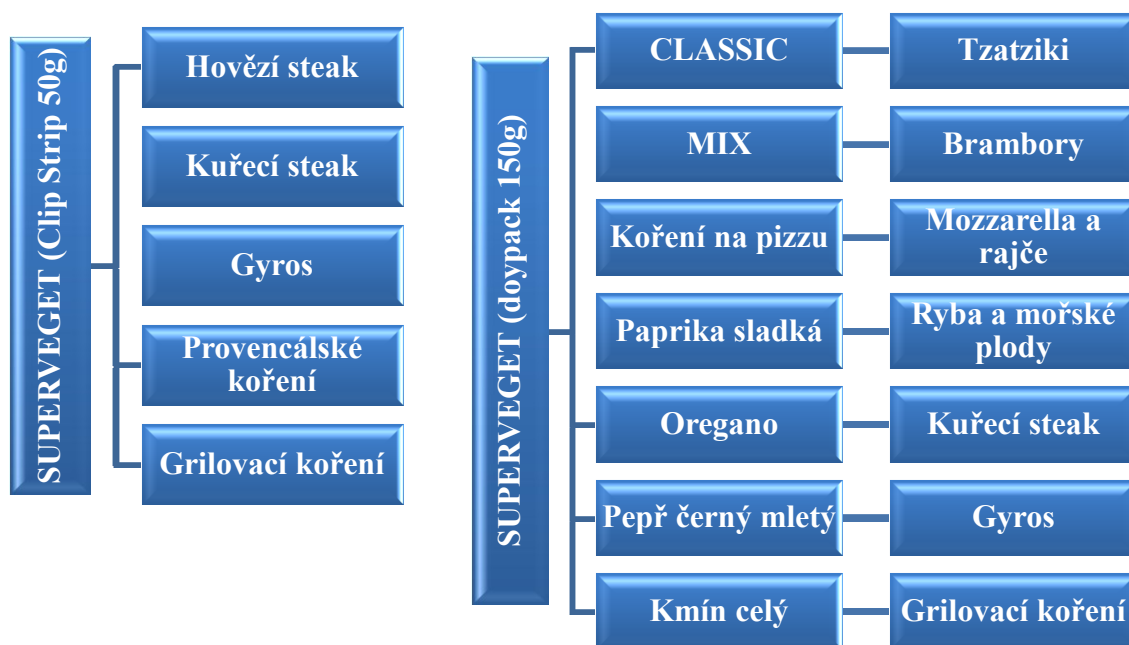 SUPERVEGET (Clip Strip 50g)
Hovězí steak
Kuřecí steak
Gyros
Provencálské
koření
Grilovací koření
SUPERVEGET (doypack 150g)
CLASSIC
Tzatziki
MIX
Brambory
Koření na pizzu
Mozzarella a
rajče
Paprika sladká
Ryba a mořské
plody
Oregano
Kuřecí steak
Pepř černý mletý
Gyros
Kmín celý
Grilovací koření